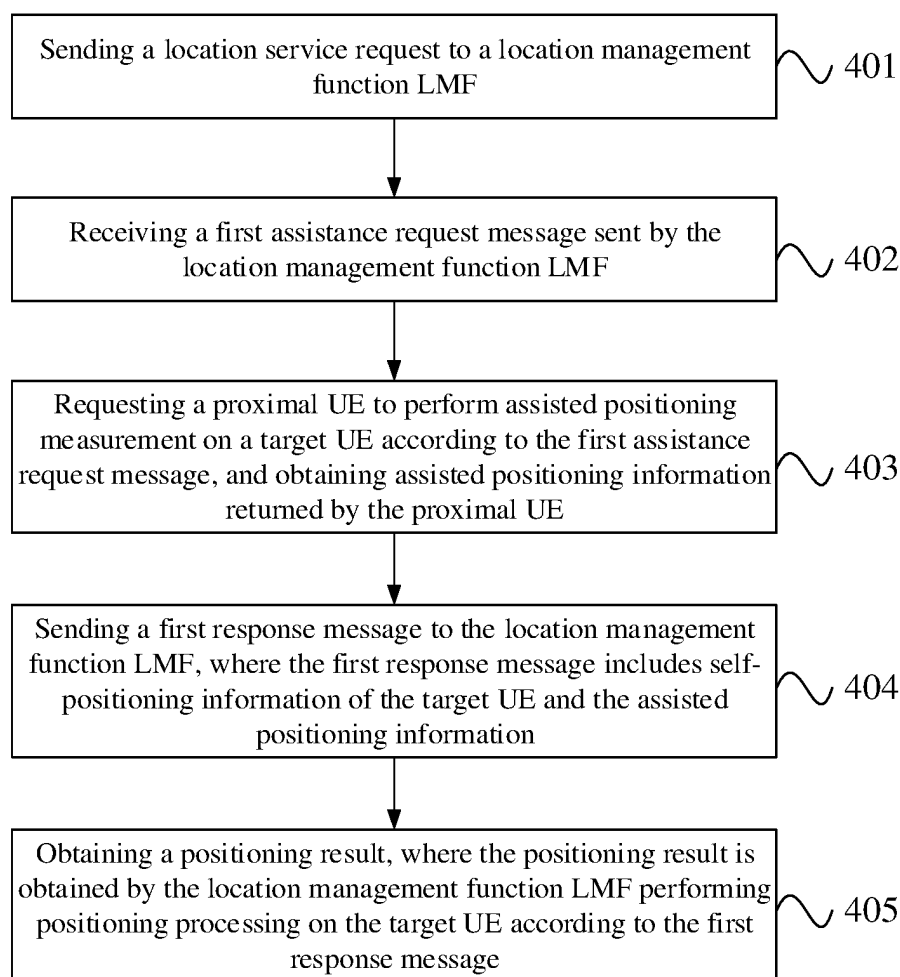 Sending a location service request to a location management
function LMF
401
Receiving a first assistance request message sent by the
location management function LMF
402
Requesting a proximal UE to perform assisted positioning
measurement on a target UE according to the first assistance
request message, and obtaining assisted positioning information
returned by the proximal UE
403
Sending a first response message to the location management
function LMF, where the first response message includes self-
positioning information of the target UE and the assisted
positioning information
404
Obtaining a positioning result, where the positioning result is
obtained by the location management function LMF performing
positioning processing on the target UE according to the first
response message
405